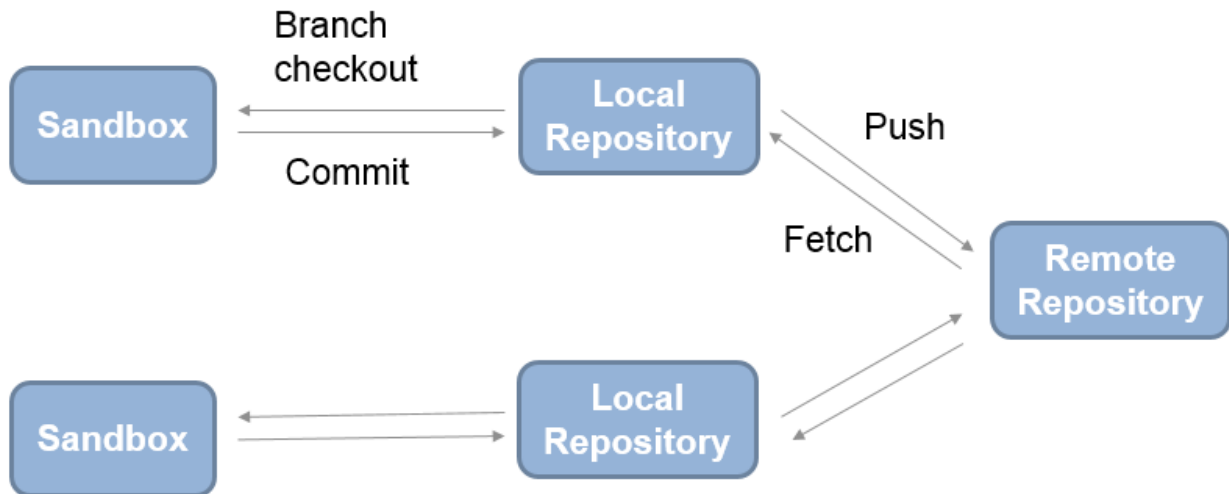 Branch
checkout
Sandbox
Local
Repository
Commit
Push
Fetch
Remote
Repository
Sandbox
Local
Repository